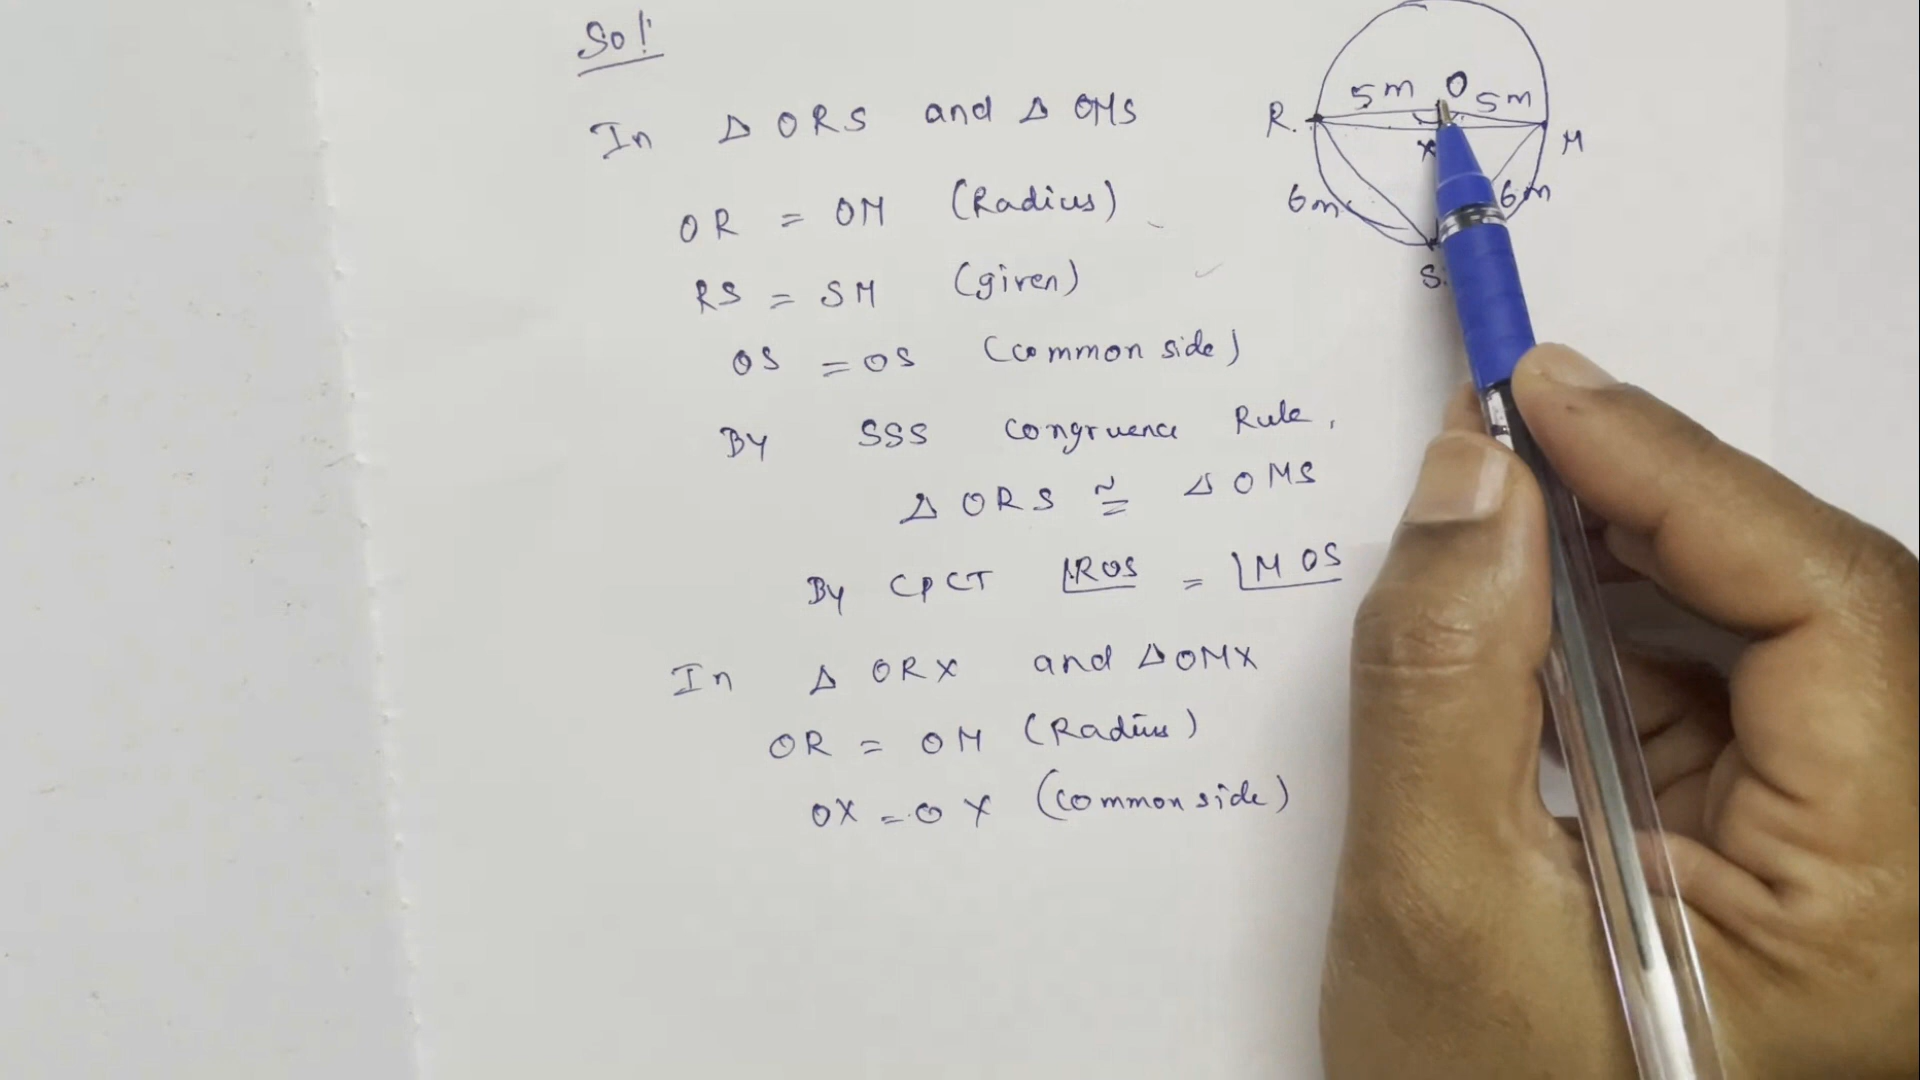 Sol
In Δ ORS and Δ OMS
OR = OM (Radius)
RS = SM (given)
OS = OS (common side)
By SSS congruence Rule,
Δ ORS ≅ Δ OMS
By CPCT ∠ROS = ∠MOS
In Δ ORX and ΔOMX
OR = OM (Radius)
OX = OX (common side)
O
5m 5m
R. M
X
6m 6m
S